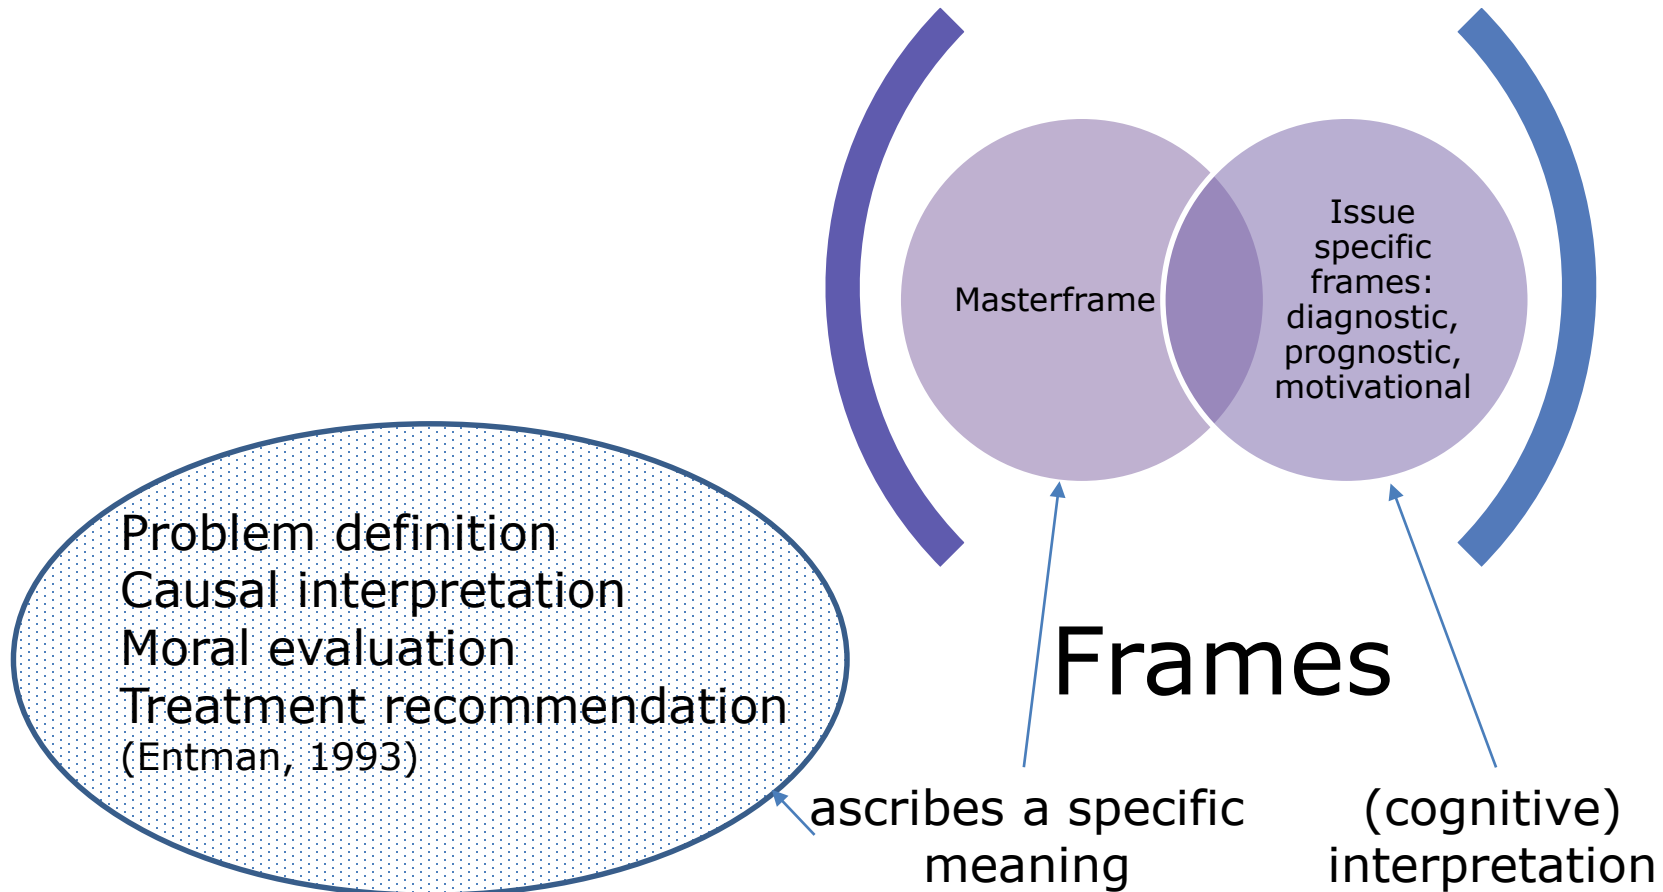 Masterframe
Issue
specific
frames:
diagnostic,
prognostic,
motivational
Problem definition
Causal interpretation
Moral evaluation
Treatment recommendation
(Entman, 1993)
Frames
ascribes a specific
meaning
(cognitive)
interpretation